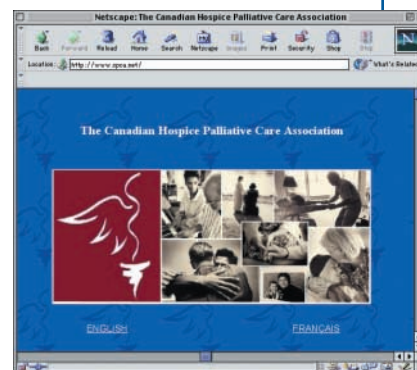 Netscape: The Canadian Hospice Palliative Care Association
Back Forward Reload Home Search Netscape Images Print Security Shop Stop
Location: http://www.cpca.net/ What's Related
The Canadian Hospice Palliative Care Association
ENGLISH FRANÇAIS